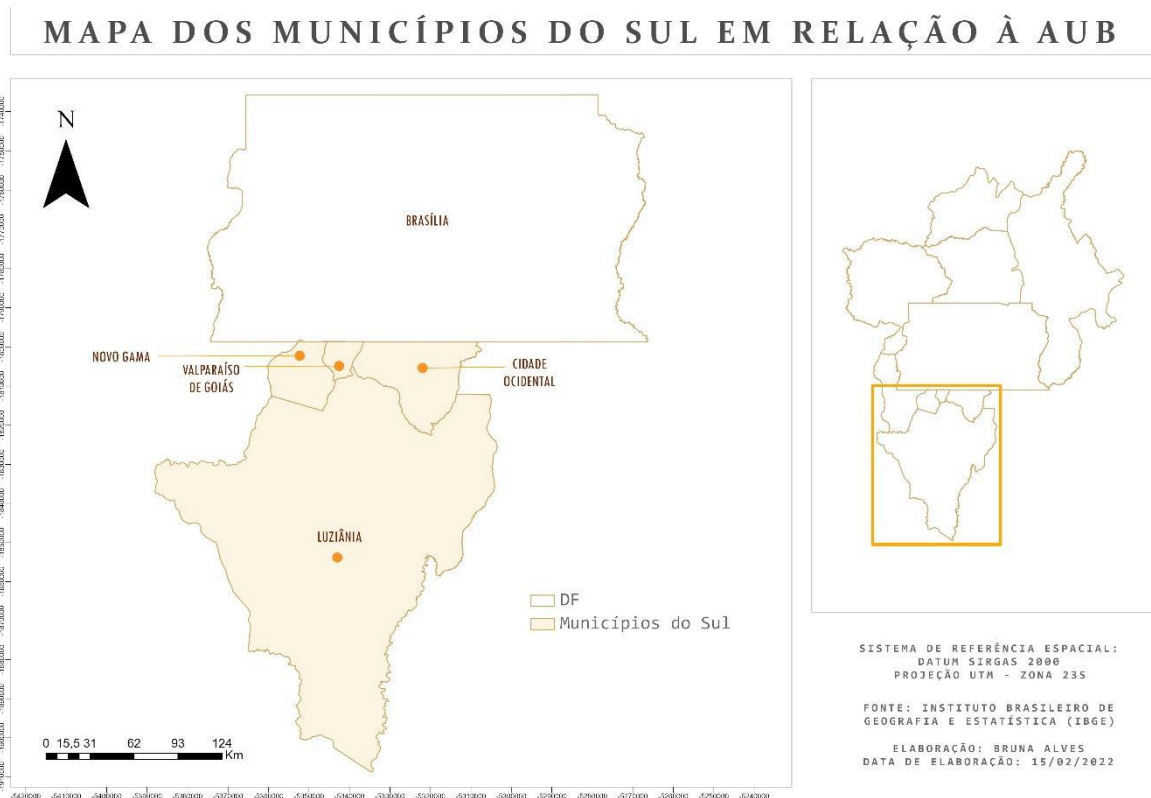 MAPA DOS MUNICÍPIOS DO SUL EM RELAÇÃO À AUB
N
BRASÍLIA
NOVO GAMA
VALPARAÍSO
DE GOIÁS
CIDADE
OCIDENTAL
LUZIÂNIA
DF
Municípios do Sul
0 15,5 31 62 93 124
Km
SISTEMA DE REFERÊNCIA ESPACIAL:
DATUM SIRGAS 2000
PROJEÇÃO UTM - ZONA 23S
FONTE: INSTITUTO BRASILEIRO DE
GEOGRAFIA E ESTATÍSTICA (IBGE)
ELABORAÇÃO: BRUNA ALVES
DATA DE ELABORAÇÃO: 15/02/2022